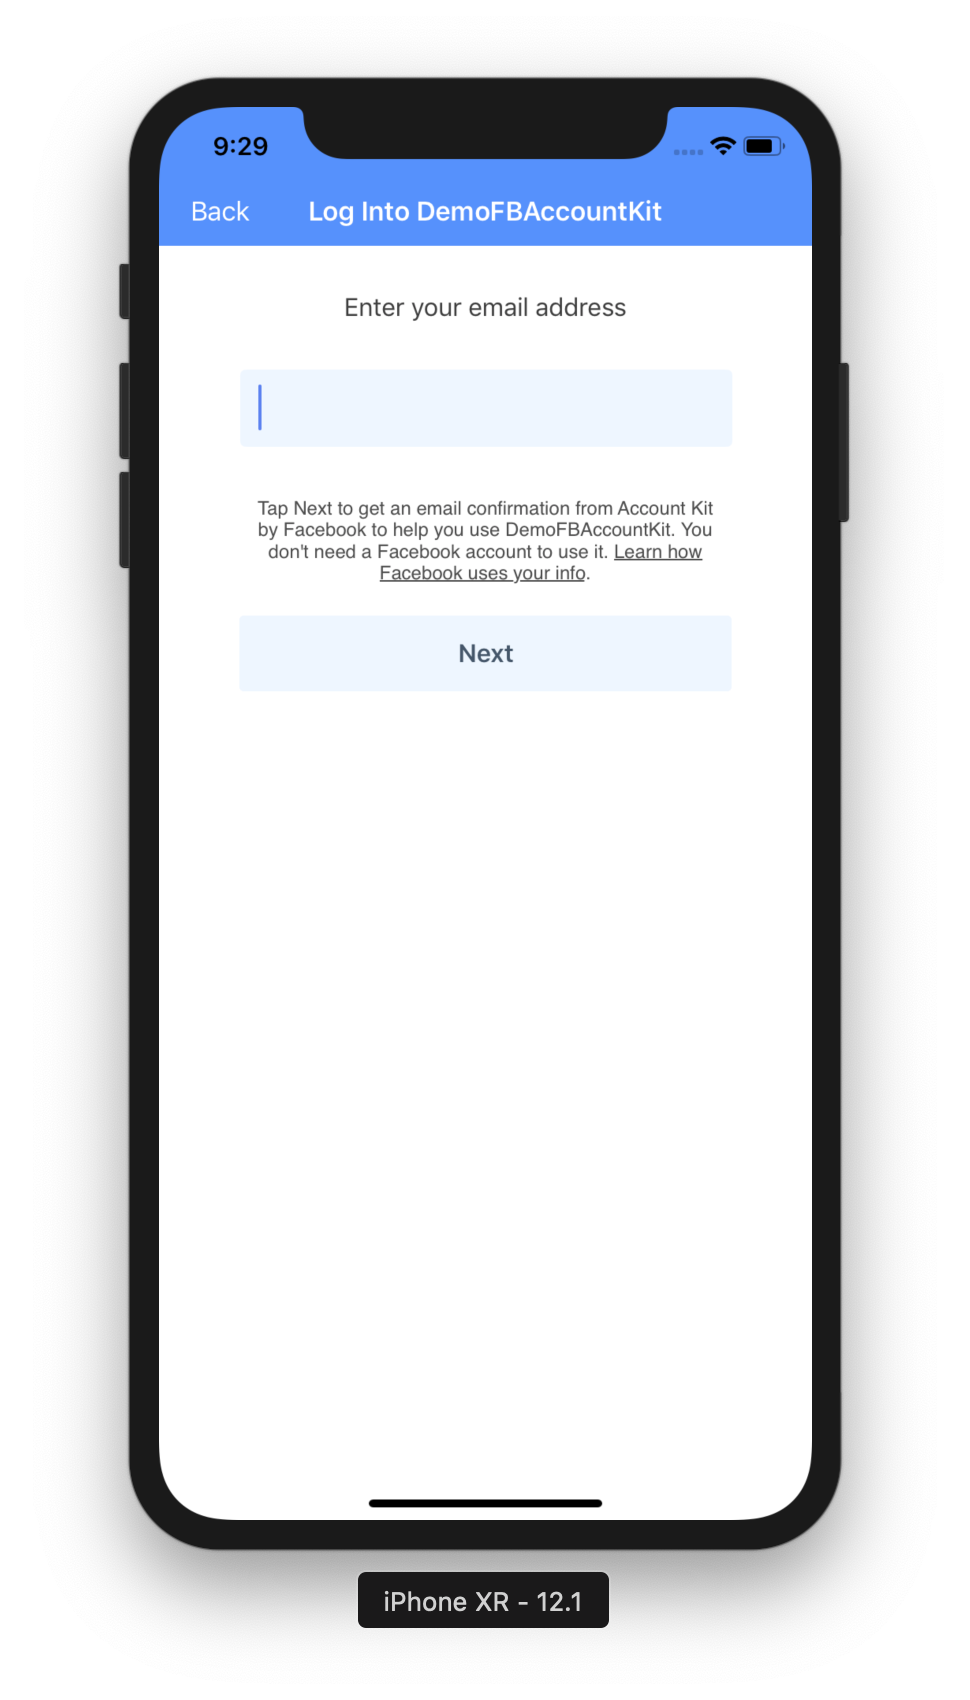 9:29
Back
Log Into DemoFBAccountKit
Enter your email address
Tap Next to get an email confirmation from Account Kit
by Facebook to help you use DemoFBAccountKit. You
don't need a Facebook account to use it. Learn how
Facebook uses your info.
Next
iPhone XR - 12.1